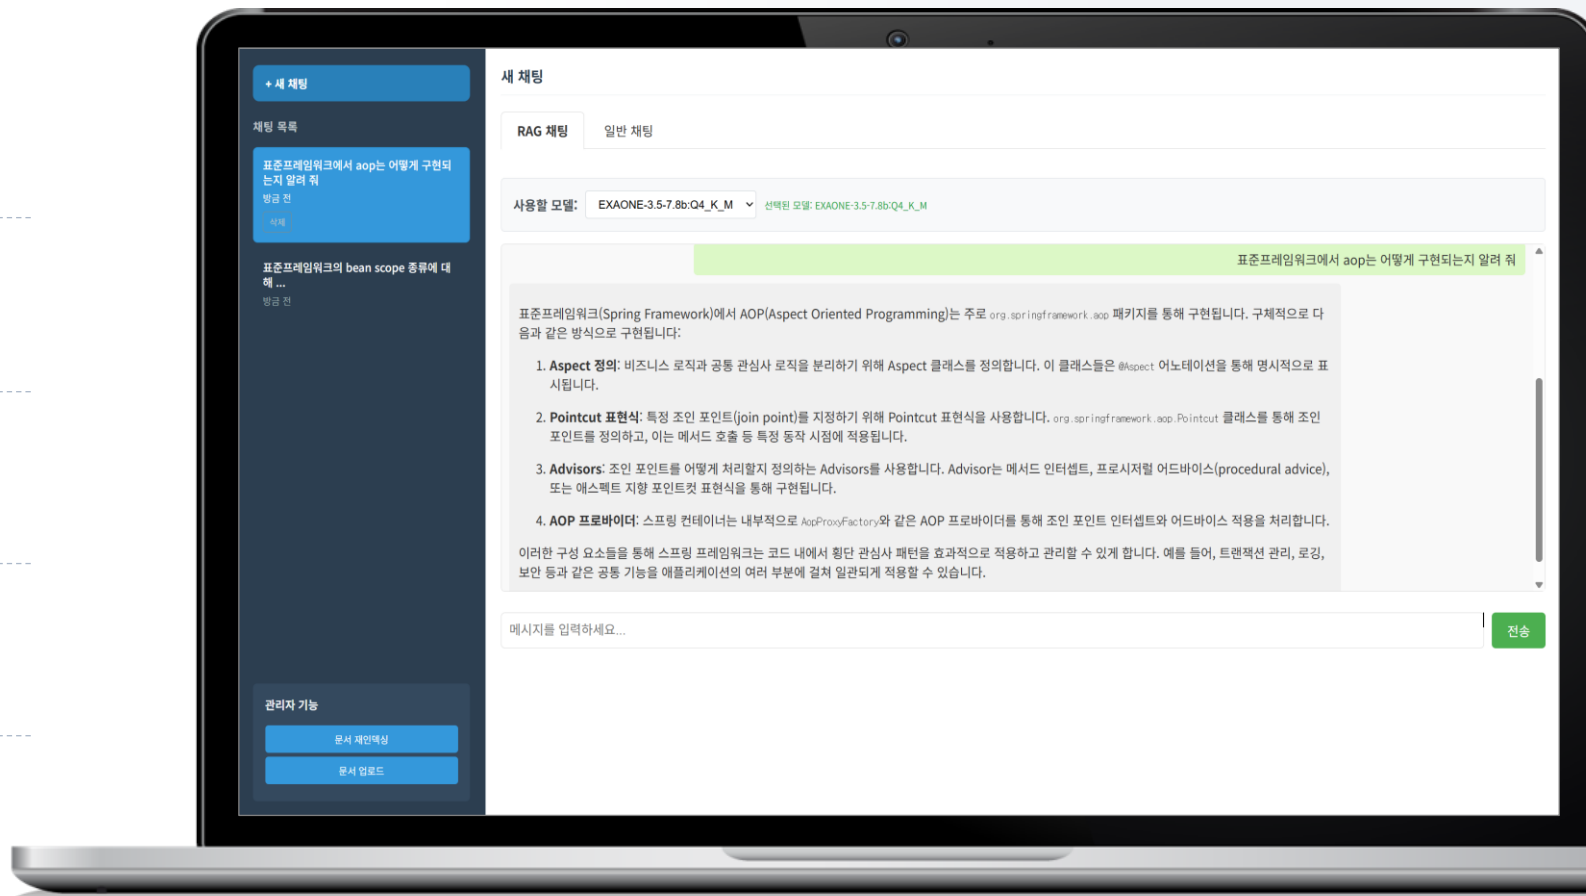 + 새 채팅
채팅 목록
표준프레임워크에서 aop는 어떻게 구현되
는지 알려 줘
방금 전
삭제
표준프레임워크의 bean scope 종류에 대
해 ...
방금 전
관리자 기능
문서 재인덱싱
문서 업로드
새 채팅
RAG 채팅 일반 채팅
사용할 모델: EXAONE-3.5-7.8b:Q4_K_M 선택된 모델: EXAONE-3.5-7.8b:Q4_K_M
표준프레임워크에서 aop는 어떻게 구현되는지 알려 줘
표준프레임워크(Spring Framework)에서 AOP(Aspect Oriented Programming)는 주로 org.springframework.aop 패키지를 통해 구현됩니다. 구체적으로 다
음과 같은 방식으로 구현됩니다:
1. Aspect 정의: 비즈니스 로직과 공통 관심사 로직을 분리하기 위해 Aspect 클래스를 정의합니다. 이 클래스들은 @Aspect 어노테이션을 통해 명시적으로 표
시됩니다.
2. Pointcut 표현식: 특정 조인 포인트(join point)를 지정하기 위해 Pointcut 표현식을 사용합니다. org.springframework.aop.Pointcut 클래스를 통해 조인
포인트를 정의하고, 이는 메서드 호출 등 특정 동작 시점에 적용됩니다.
3. Advisors: 조인 포인트를 어떻게 처리할지 정의하는 Advisors를 사용합니다. Advisor는 메서드 인터셉트, 프로시저럴 어드바이스(procedural advice),
또는 애스펙트 지향 포인트컷 표현식을 통해 구현됩니다.
4. AOP 프로바이더: 스프링 컨테이너는 내부적으로 AopProxyFactory와 같은 AOP 프로바이더를 통해 조인 포인트 인터셉트와 어드바이스 적용을 처리합니다.
이러한 구성 요소들을 통해 스프링 프레임워크는 코드 내에서 횡단 관심사 패턴을 효과적으로 적용하고 관리할 수 있게 합니다. 예를 들어, 트랜잭션 관리, 로깅,
보안 등과 같은 공통 기능을 애플리케이션의 여러 부분에 걸쳐 일관되게 적용할 수 있습니다.
메시지를 입력하세요...
전송